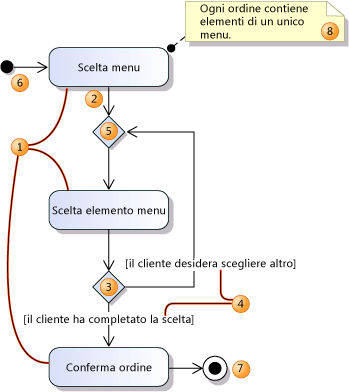 Ogni ordine contiene
elementi di un unico
menu.
8
Scelta menu
6
2
5
1
Scelta elemento menu
[il cliente desidera scegliere altro]
3
4
[il cliente ha completato la scelta]
Conferma ordine
7